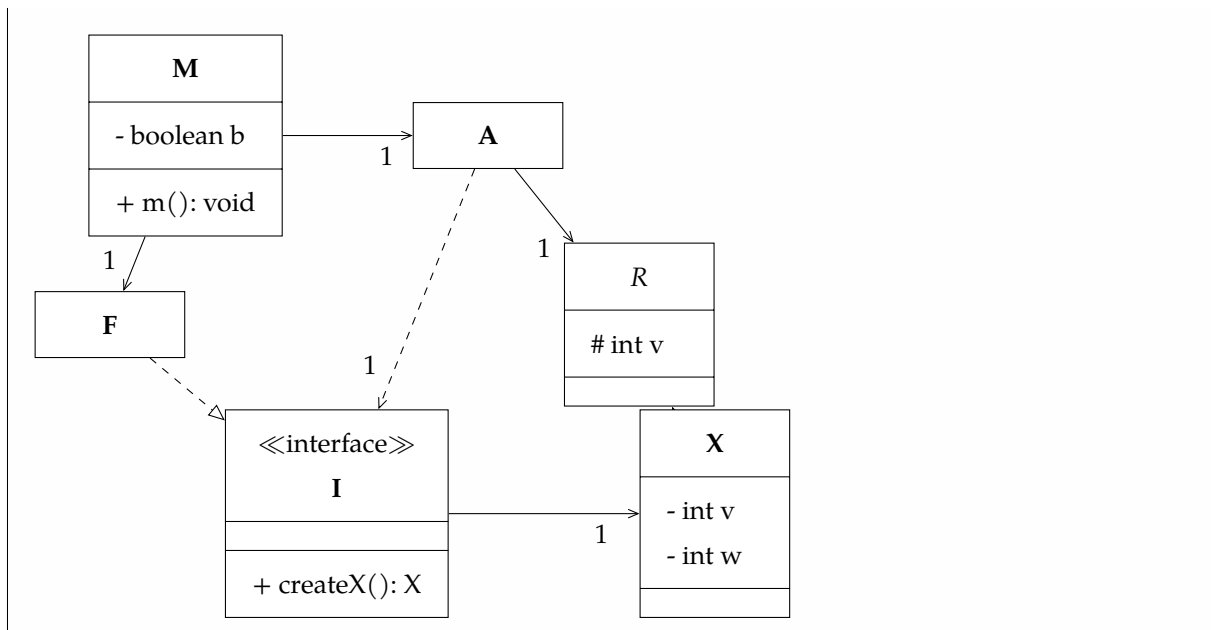 M
- boolean b
+ m(): void
1
A
1
1
F
R
# int v
1
≪interface≫
I
+ createX(): X
1
X
- int v
- int w